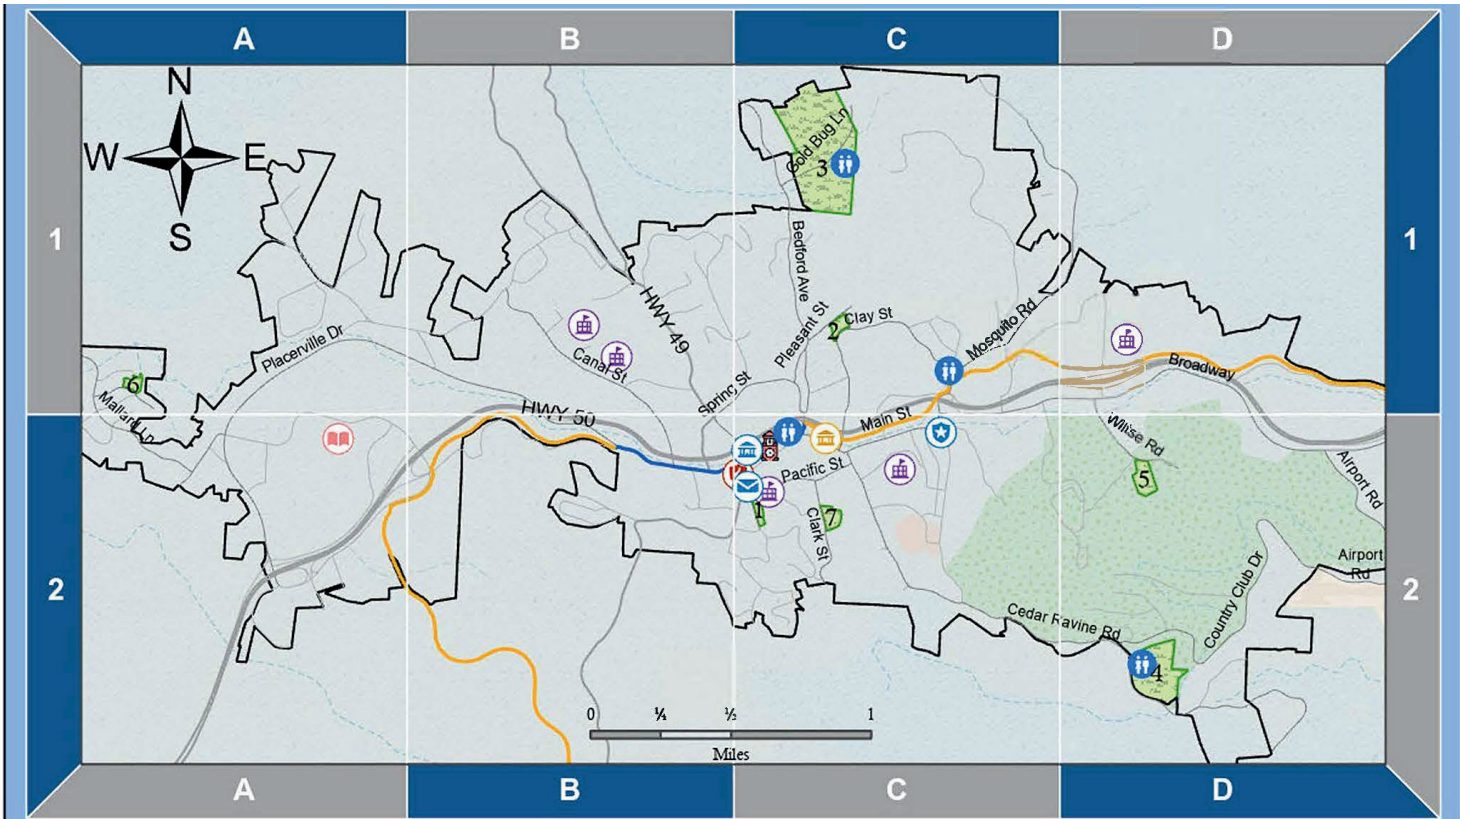 A B C D
N
W E
S
1
1
Gold Bug Ln
3
Bedford Ave
Pleasant St
2
Clay St
HWY 49
Mosquito Rd
Placerville Dr
Canal St
Broadway
6
Spring St
Mallard Ln
HWY 50
Main St
Wiltse Rd
Pacific St
Airport Rd
5
1
7
Clark St
Airport
Rd
2
2
Country Club Dr
Cedar Ravine Rd
4
0 ¼ ½ 1
Miles
A B C D